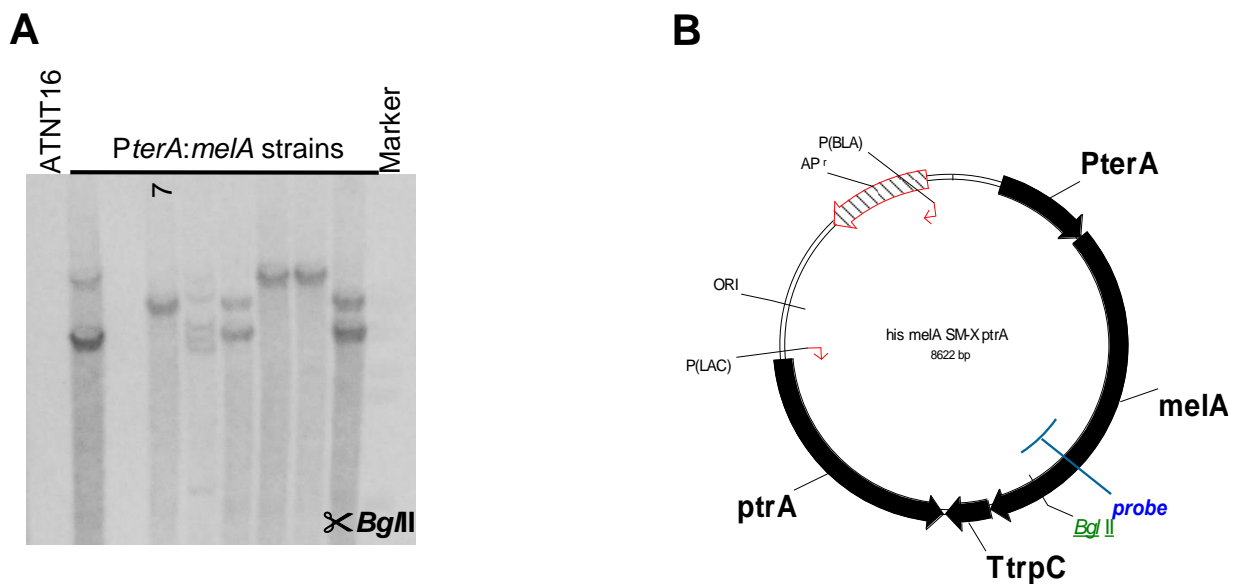 A
ATNT16
PterA:melA strains
Marker
7
BglII
B
P(BLA)
AP r
PterA
ORI
his melA SM-X ptrA
8622 bp
P(LAC)
melA
ptrA
probe
Bgl II
TtrpC